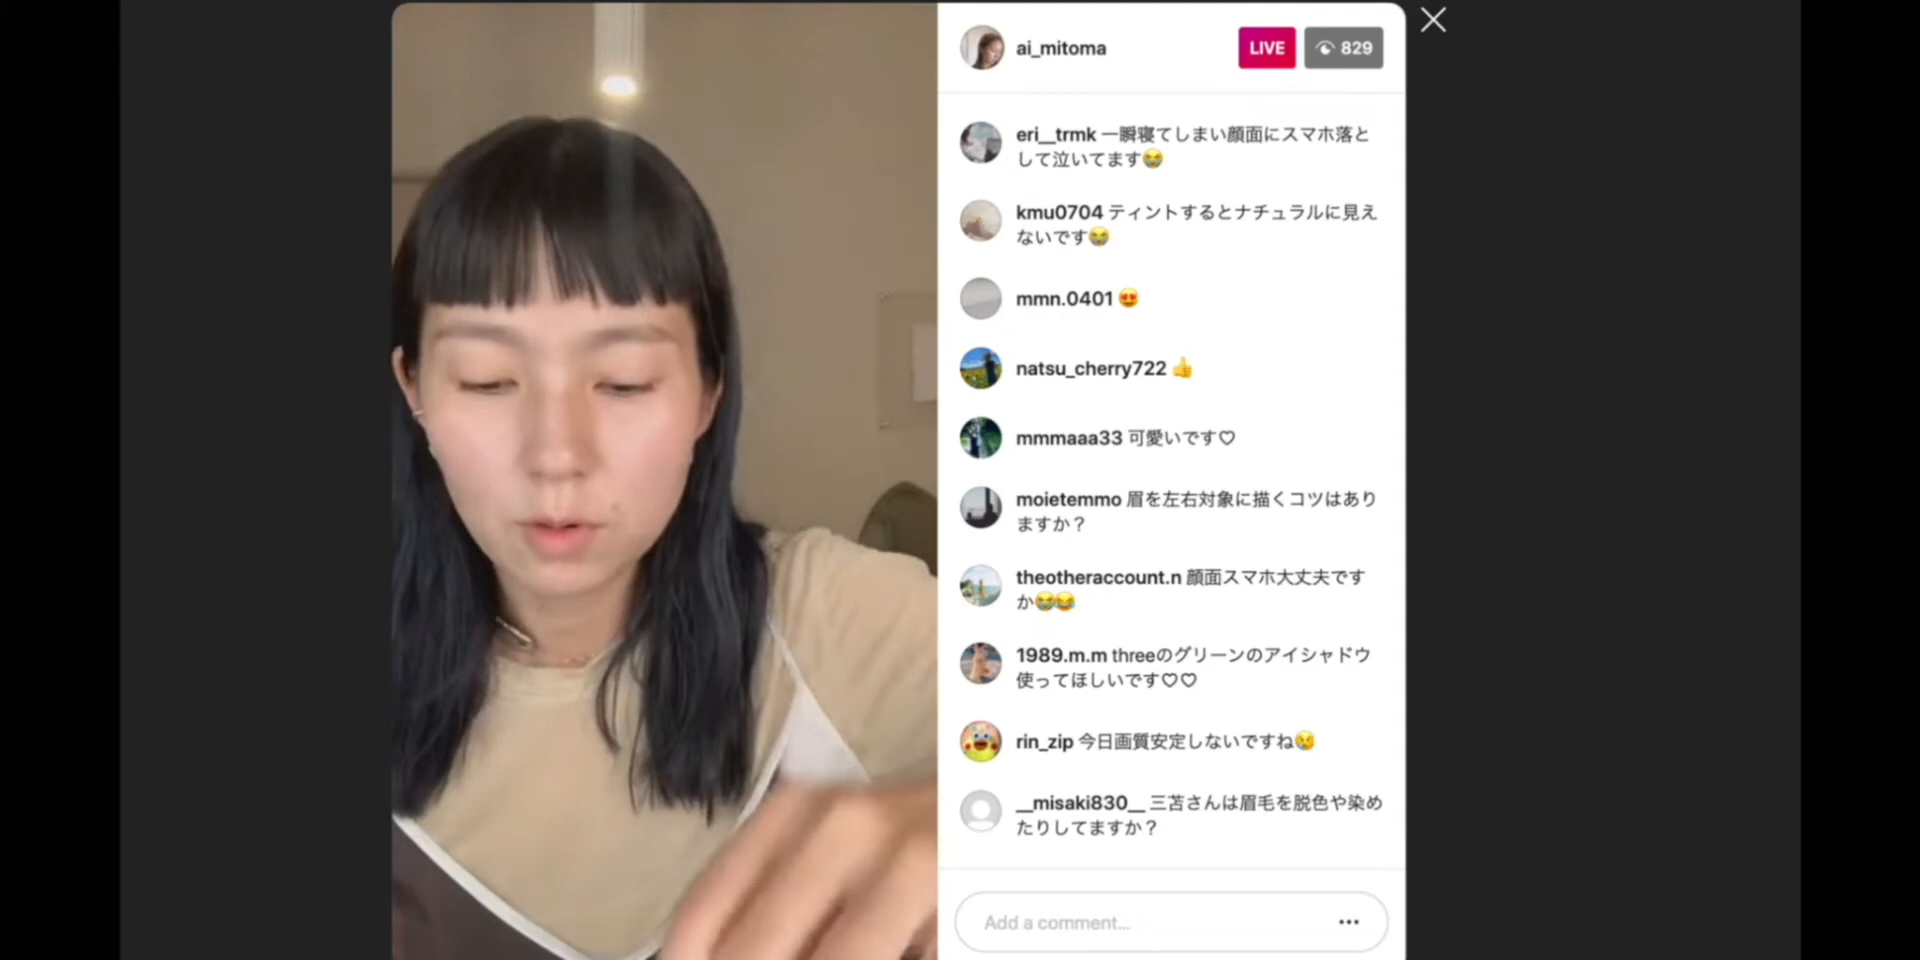 ai_mitoma
LIVE
829
eri__trmk 一瞬寝てしまい顔面にスマホ落と
して泣いてます😭
kmu0704 ティントするとナチュラルに見え
ないです😭
mmn.0401 😍
natsu_cherry722 👍
mmmaaa33 可愛いです♡
moietemmo 眉を左右対象に描くコツはあり
ますか？
theotheraccount.n 顔面スマホ大丈夫です
か😭😂
1989.m.m threeのグリーンのアイシャドウ
使ってほしいです♡♡
rin_zip 今日画質安定しないですね😢
__misaki830__ 三苫さんは眉毛を脱色や染め
たりしてますか？
Add a comment...